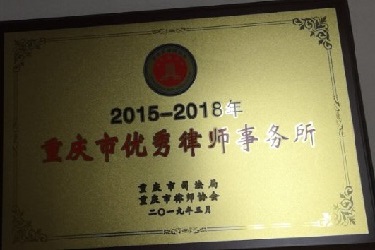 2015-2018年
重庆市优秀律师事务所
重庆市司法局
重庆市律师协会
二〇一九年三月